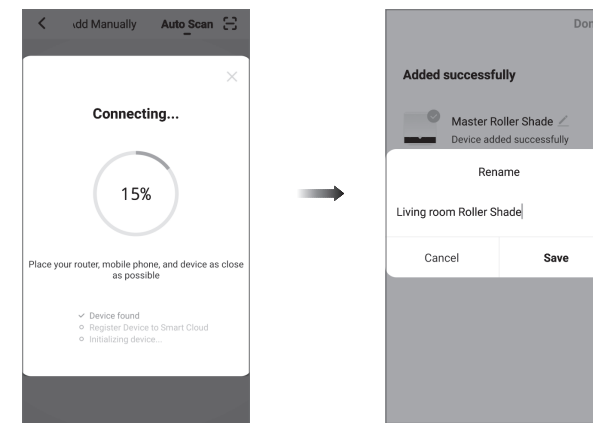 dd Manually Auto Scan
Connecting...
15%
Place your router, mobile phone, and device as close
as possible
Device found
Register Device to Smart Cloud
Initializing device...
Don
Added successfully
Master Roller Shade
Device added successfully
Rename
Living room Roller Shade
Cancel Save